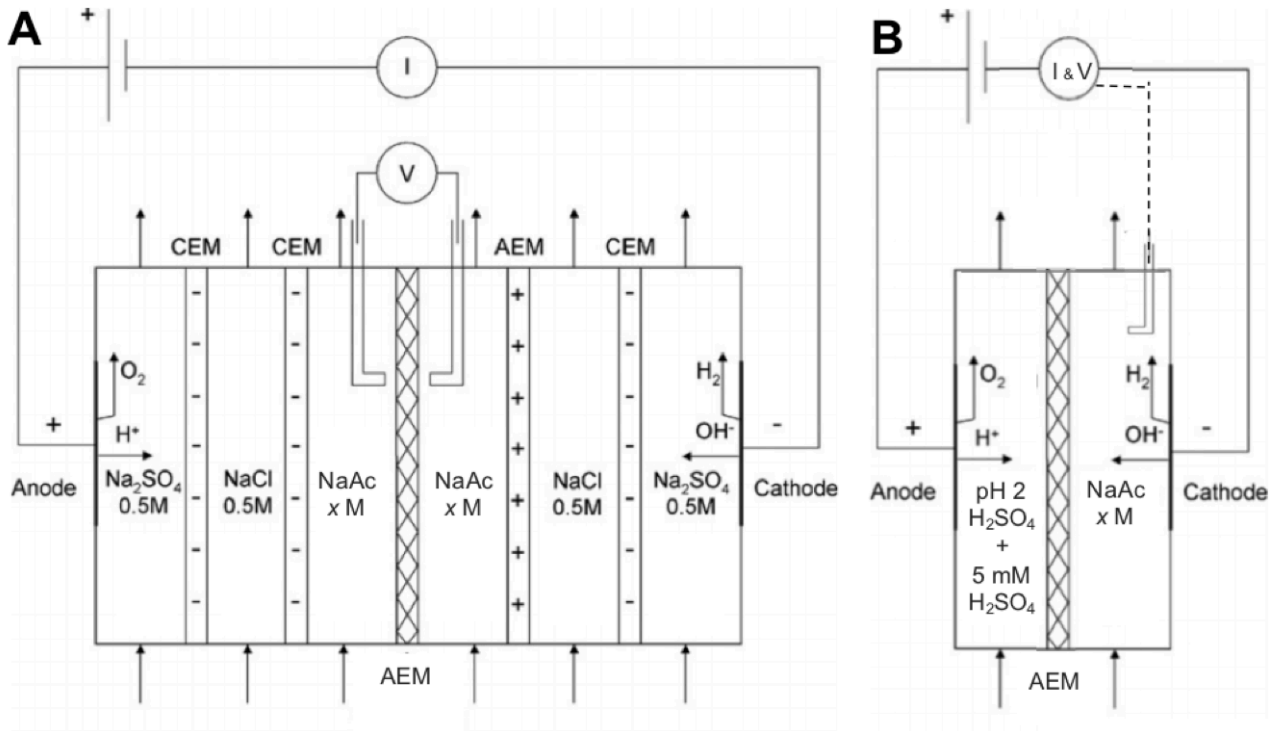 A
+
I
V
CEM
CEM
AEM
CEM
O₂
H⁺
+
Anode
Na₂SO₄
0.5M
NaCl
0.5M
NaAc
x M
NaAc
x M
NaCl
0.5M
H₂
OH⁻
-
Na₂SO₄
0.5M
Cathode
AEM
B
+
I & V
O₂
H⁺
+
Anode
pH 2
H₂SO₄
+
5 mM
H₂SO₄
NaAc
x M
H₂
OH⁻
-
Cathode
AEM